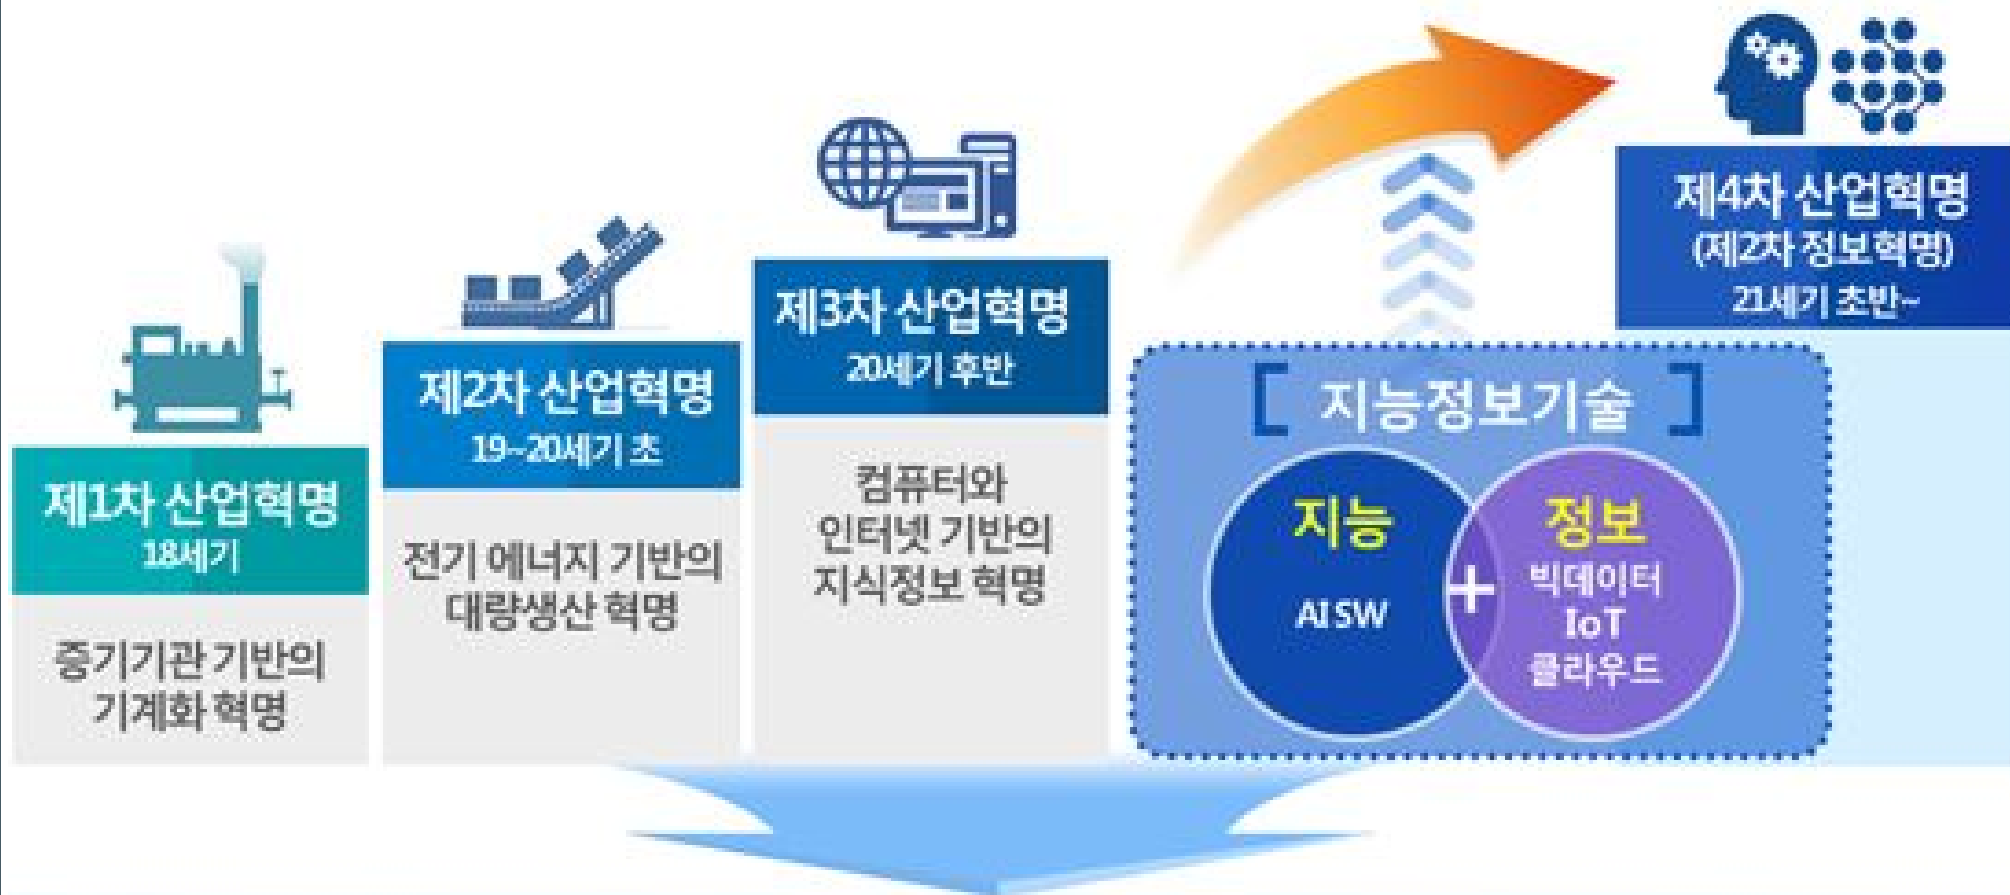 제1차 산업혁명
18세기
증기기관 기반의
기계화 혁명
제2차 산업혁명
19~20세기 초
전기 에너지 기반의
대량생산 혁명
제3차 산업혁명
20세기 후반
컴퓨터와
인터넷 기반의
지식정보 혁명
[ 지능정보기술 ]
지능
AI SW
+
정보
빅데이터
IoT
클라우드
제4차 산업혁명
(제2차 정보혁명)
21세기 초반~